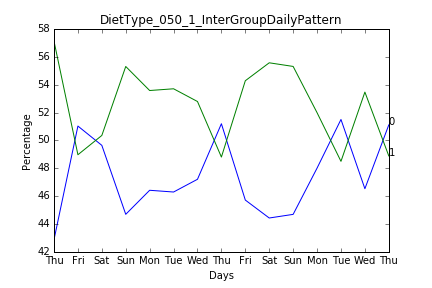 DietType_050_1_InterGroupDailyPattern
58
56
54
52
50
48
46
44
42
Percentage
0
1
Thu Fri Sat Sun Mon Tue Wed Thu Fri Sat Sun Mon Tue Wed Thu
Days